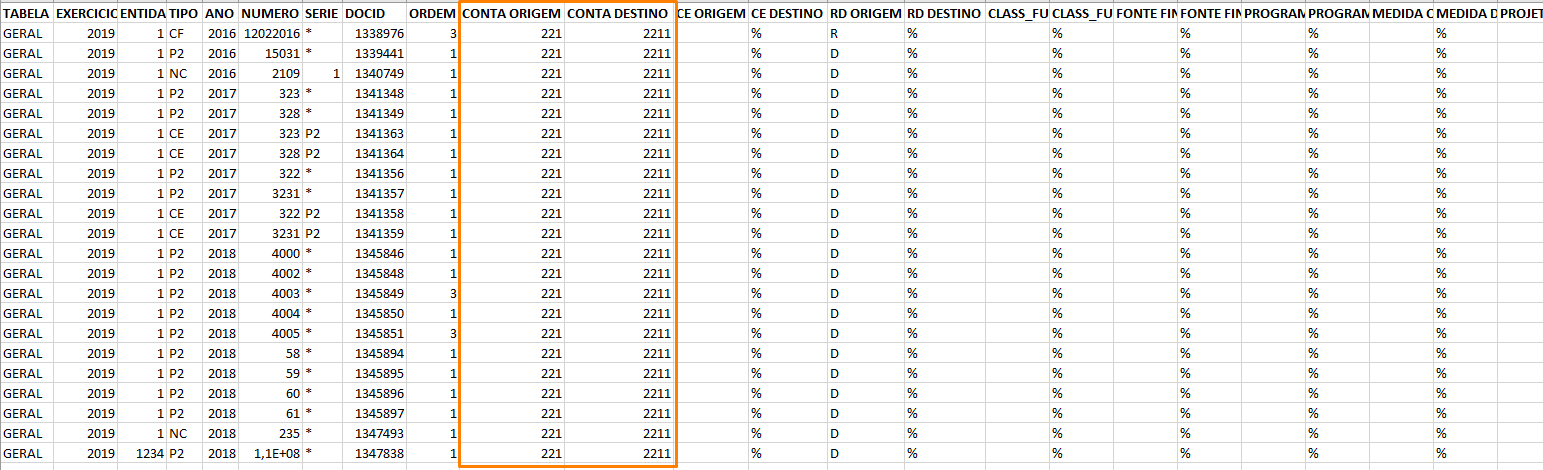 TABELA EXERCICIO ENTIDA TIPO ANO NUMERO SERIE DOCID ORDEM CONTA ORIGEM CONTA DESTINO CE ORIGEM CE DESTINO RD ORIGEM RD DESTINO CLASS_FU CLASS_FU FONTE FIN FONTE FIN PROGRAM PROGRAM MEDIDA O MEDIDA D PROJET
GERAL 2019 1 CF 2016 12022016 * 1338976 3 221 2211 % R % % % % %
GERAL 2019 1 P2 2016 15031 * 1339441 1 221 2211 % D % % % % %
GERAL 2019 1 NC 2016 2109 1 1340749 1 221 2211 % D % % % % %
GERAL 2019 1 P2 2017 323 * 1341348 1 221 2211 % D % % % % %
GERAL 2019 1 P2 2017 328 * 1341349 1 221 2211 % D % % % % %
GERAL 2019 1 CE 2017 323 P2 1341363 1 221 2211 % D % % % % %
GERAL 2019 1 CE 2017 328 P2 1341364 1 221 2211 % D % % % % %
GERAL 2019 1 P2 2017 322 * 1341356 1 221 2211 % D % % % % %
GERAL 2019 1 P2 2017 3231 * 1341357 1 221 2211 % D % % % % %
GERAL 2019 1 CE 2017 322 P2 1341358 1 221 2211 % D % % % % %
GERAL 2019 1 CE 2017 3231 P2 1341359 1 221 2211 % D % % % % %
GERAL 2019 1 P2 2018 4000 * 1345846 1 221 2211 % D % % % % %
GERAL 2019 1 P2 2018 4002 * 1345848 1 221 2211 % D % % % % %
GERAL 2019 1 P2 2018 4003 * 1345849 3 221 2211 % D % % % % %
GERAL 2019 1 P2 2018 4004 * 1345850 1 221 2211 % D % % % % %
GERAL 2019 1 P2 2018 4005 * 1345851 3 221 2211 % D % % % % %
GERAL 2019 1 P2 2018 58 * 1345894 1 221 2211 % D % % % % %
GERAL 2019 1 P2 2018 59 * 1345895 1 221 2211 % D % % % % %
GERAL 2019 1 P2 2018 60 * 1345896 1 221 2211 % D % % % % %
GERAL 2019 1 P2 2018 61 * 1345897 1 221 2211 % D % % % % %
GERAL 2019 1 NC 2018 235 * 1347493 1 221 2211 % D % % % % %
GERAL 2019 1234 P2 2018 1,1E+08 * 1347838 1 221 2211 % D % % % % %